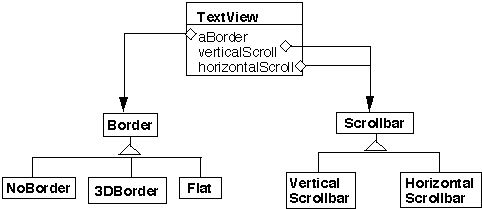 TextView
aBorder
verticalScroll
horizontalScroll
Border
Scrollbar
NoBorder
3DBorder
Flat
Vertical
Scrollbar
Horizontal
Scrollbar